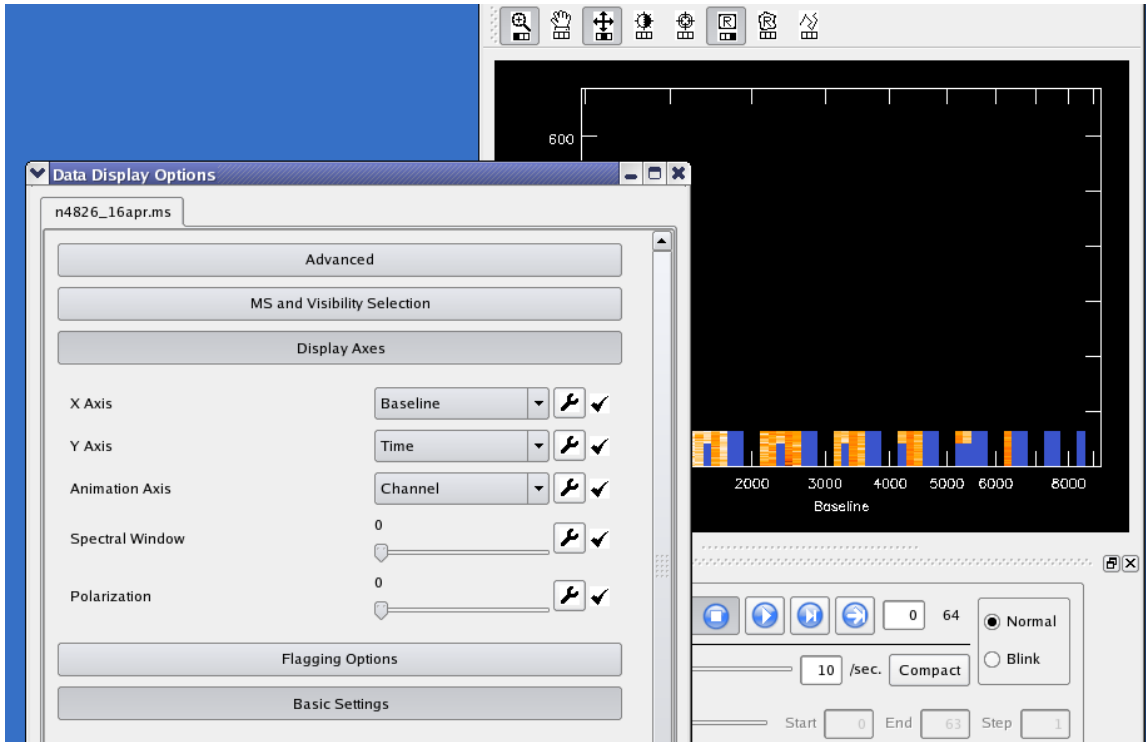 R
R
600
Data Display Options
n4826_16apr.ms
Advanced
MS and Visibility Selection
Display Axes
X Axis Baseline
Y Axis Time
Animation Axis Channel
0
Spectral Window
0
Polarization
Flagging Options
Basic Settings
2000 3000 4000 5000 6000 8000
Baseline
0 64 Normal
10 /sec. Compact Blink
Start 0 End 63 Step 1